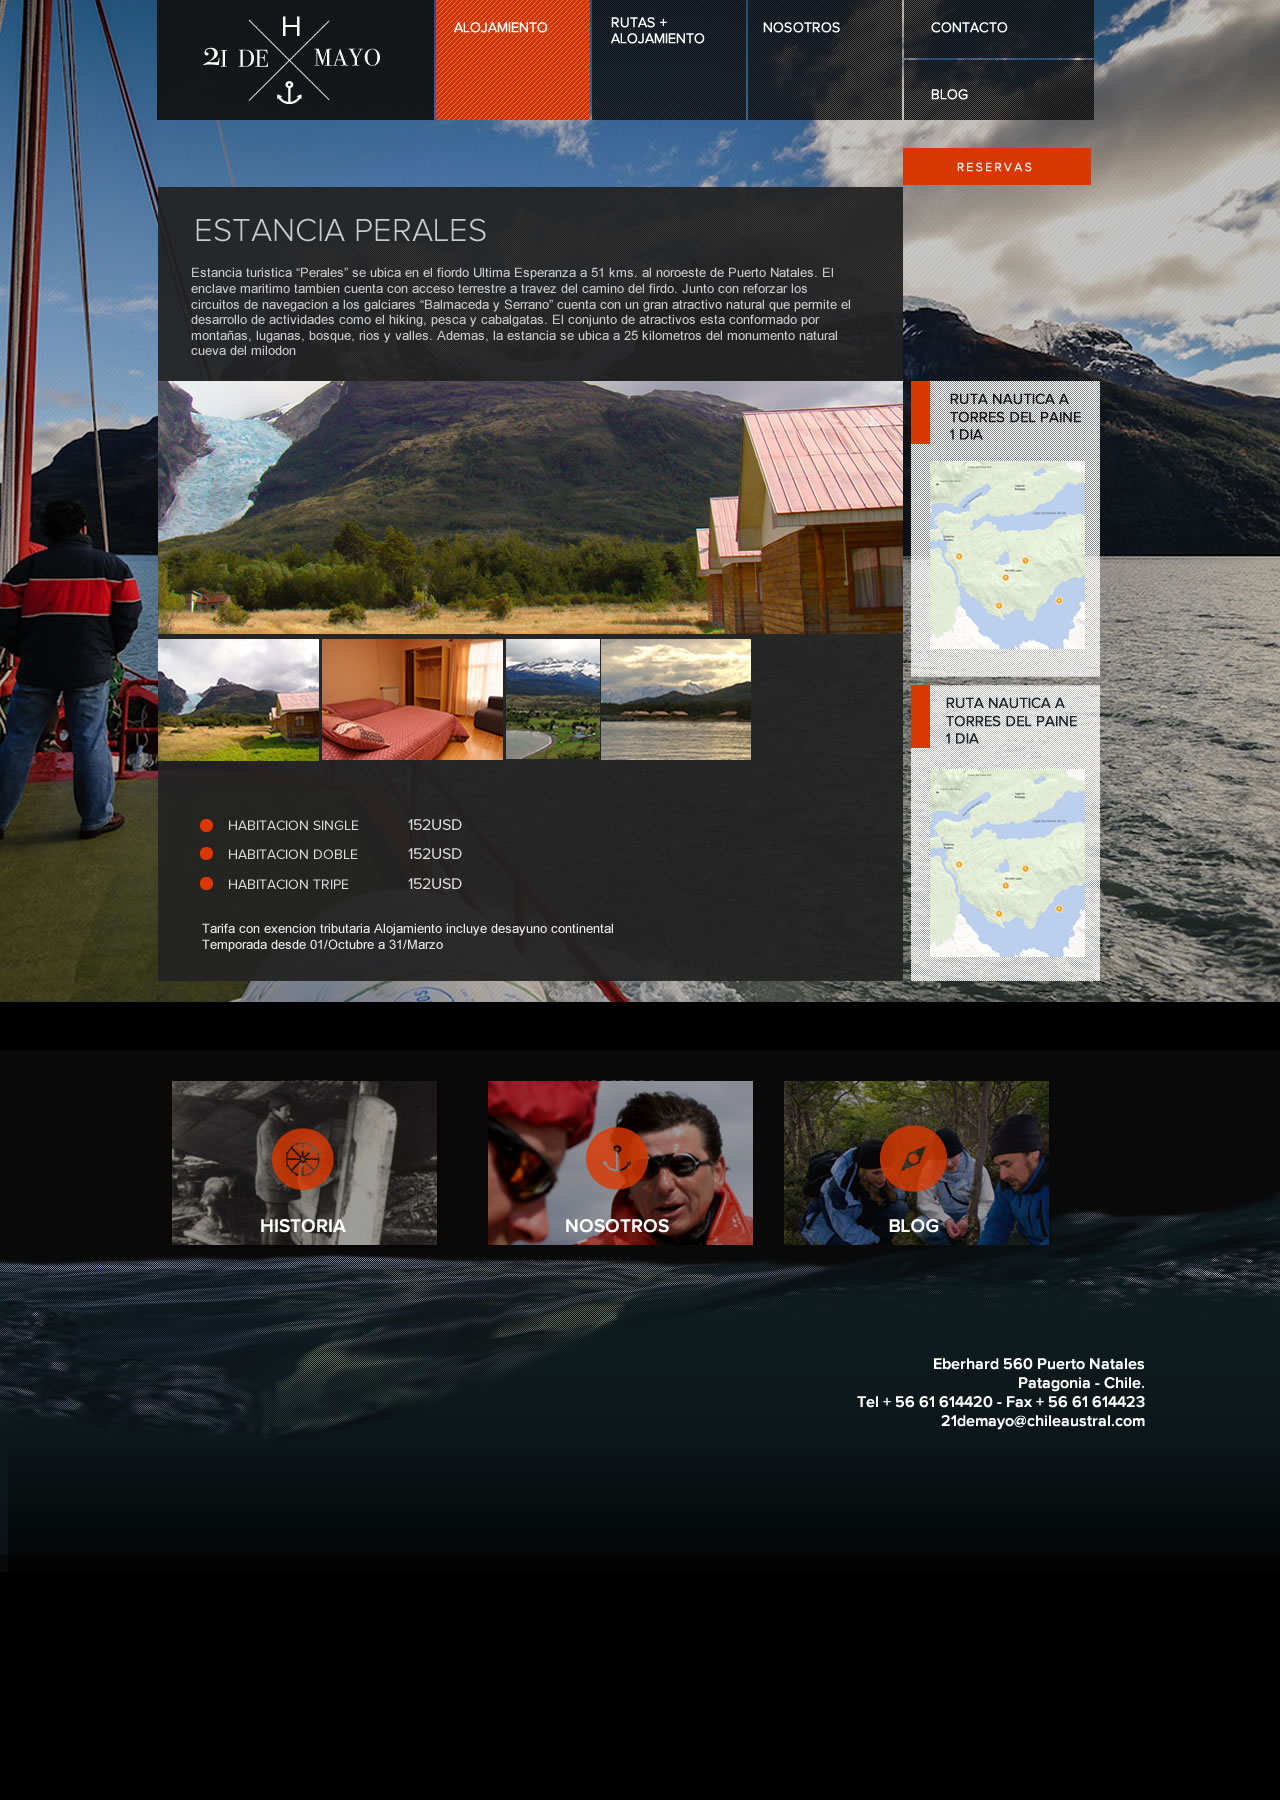 H
21 DE MAYO
ALOJAMIENTO
RUTAS +
ALOJAMIENTO
NOSOTROS
CONTACTO
BLOG
RESERVAS
ESTANCIA PERALES
Estancia turistica “Perales” se ubica en el fiordo Ultima Esperanza a 51 kms. al noroeste de Puerto Natales. El
enclave maritimo tambien cuenta con acceso terrestre a travez del camino del firdo. Junto con reforzar los
circuitos de navegacion a los galciares “Balmaceda y Serrano” cuenta con un gran atractivo natural que permite el
desarrollo de actividades como el hiking, pesca y cabalgatas. El conjunto de atractivos esta conformado por
montañas, luganas, bosque, rios y valles. Ademas, la estancia se ubica a 25 kilometros del monumento natural
cueva del milodon
RUTA NAUTICA A
TORRES DEL PAINE
1 DIA
RUTA NAUTICA A
TORRES DEL PAINE
1 DIA
HABITACION SINGLE 152USD
HABITACION DOBLE 152USD
HABITACION TRIPE 152USD
Tarifa con exencion tributaria Alojamiento incluye desayuno continental
Temporada desde 01/Octubre a 31/Marzo
HISTORIA
NOSOTROS
BLOG
Eberhard 560 Puerto Natales
Patagonia - Chile.
Tel + 56 61 614420 - Fax + 56 61 614423
21demayo@chileaustral.com